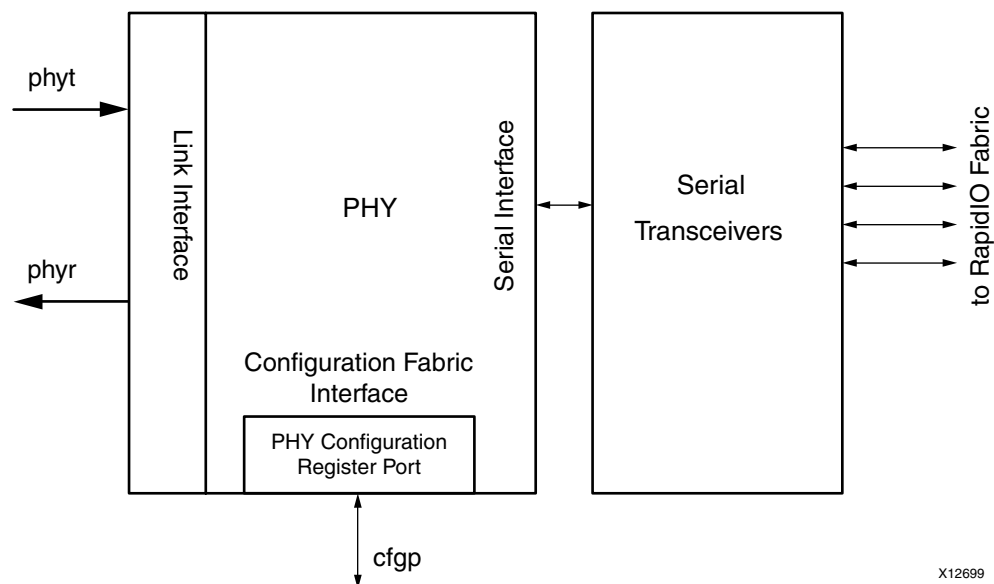 phyt
phyr
Link Interface
PHY
Serial Interface
Configuration Fabric
Interface
PHY Configuration
Register Port
cfgp
Serial
Transceivers
to RapidIO Fabric
X12699